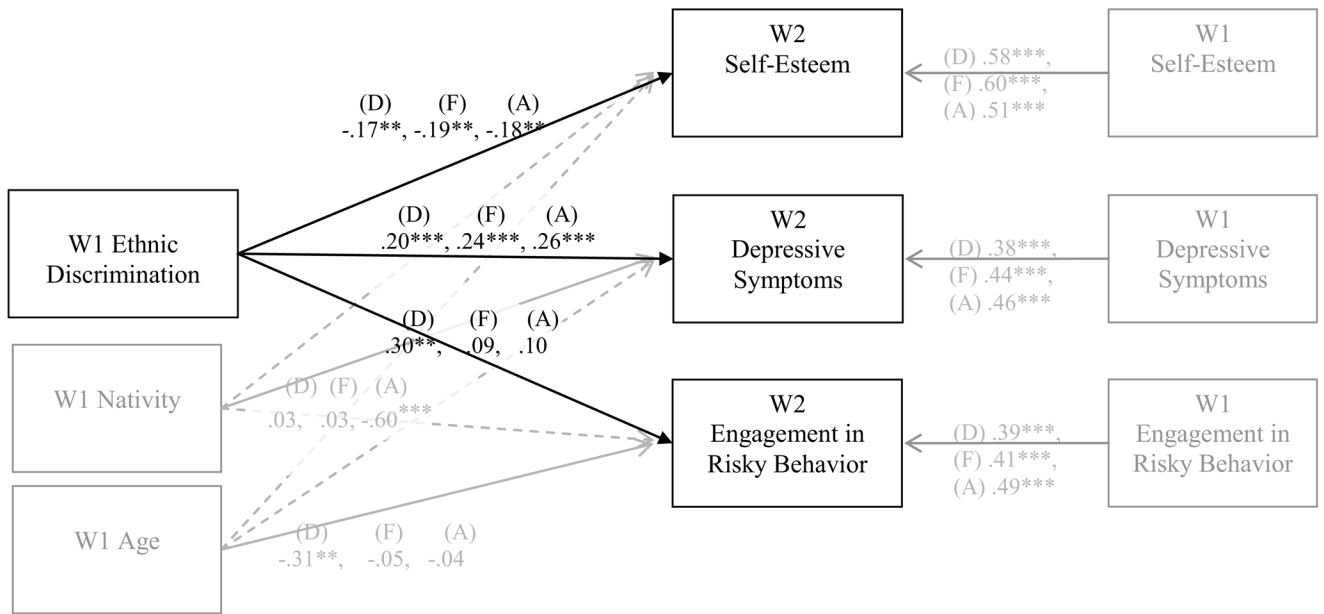 W2
Self-Esteem
W1
Self-Esteem
(D) .58***,
(F) .60***,
(A) .51***
(D) (F) (A)
-.17**, -.19**, -.18**
W1 Ethnic
Discrimination
(D) (F) (A)
.20***, .24***, .26***
W2
Depressive
Symptoms
(D) .38***,
(F) .44***,
(A) .46***
W1
Depressive
Symptoms
(D) (F) (A)
.30**, .09, .10
W1 Nativity
(D) (F) (A)
.03, .03, -.60***
W2
Engagement in
Risky Behavior
(D) .39***,
(F) .41***,
(A) .49***
W1
Engagement in
Risky Behavior
W1 Age
(D) (F) (A)
-.31**, -.05, -.04